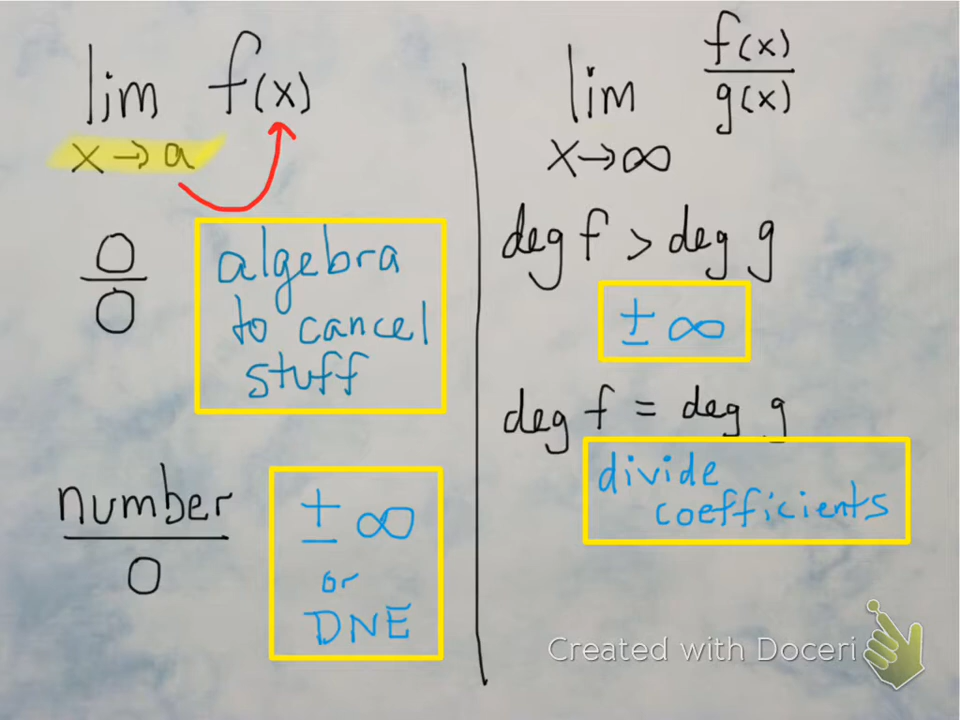 lim f(x)
x→a
0
0
algebra
to cancel
stuff
number
0
± ∞
or
DNE
lim f(x)
g(x)
x→∞
deg f > deg g
± ∞
deg f = deg g
divide
coefficients
Created with Doceri